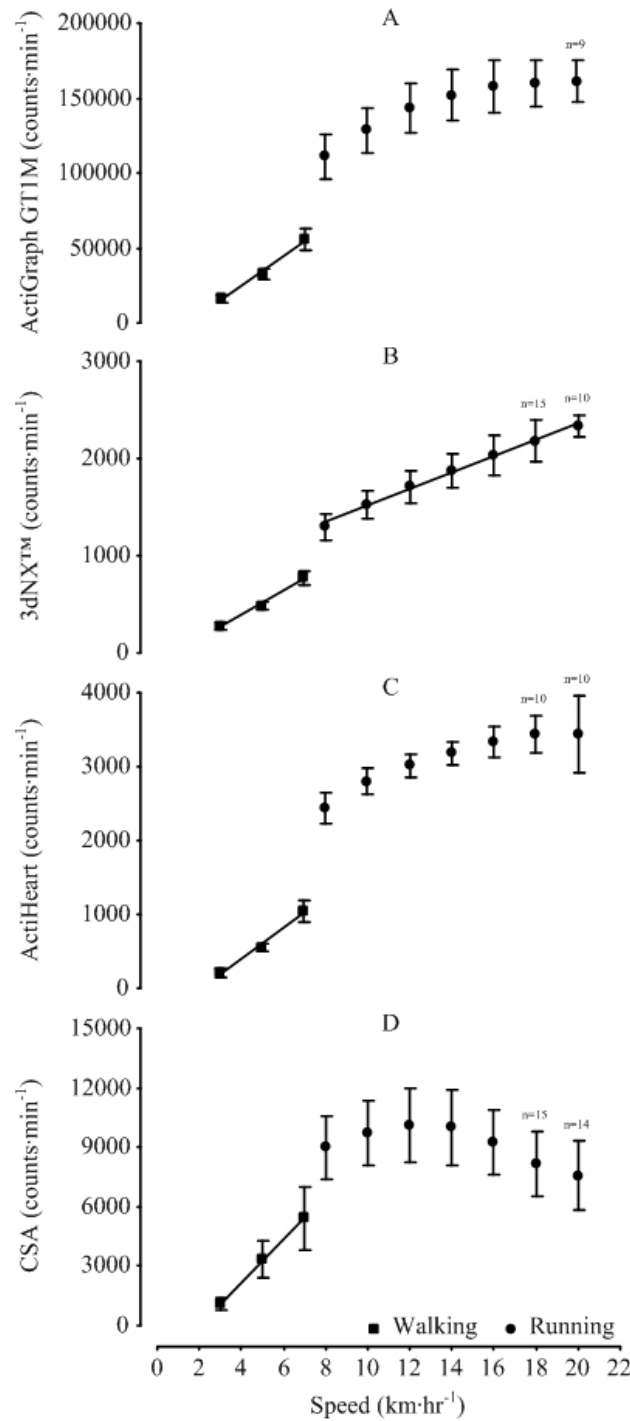 A
ActiGraph GT1M (counts·min⁻¹)
200000
150000
100000
50000
0
n=9
B
3dNX™ (counts·min⁻¹)
3000
2000
1000
0
n=15
n=10
C
ActiHeart (counts·min⁻¹)
4000
3000
2000
1000
0
n=10
n=10
D
CSA (counts·min⁻¹)
15000
12000
9000
6000
3000
0
n=15
n=14
Walking
Running
0 2 4 6 8 10 12 14 16 18 20 22
Speed (km·hr⁻¹)